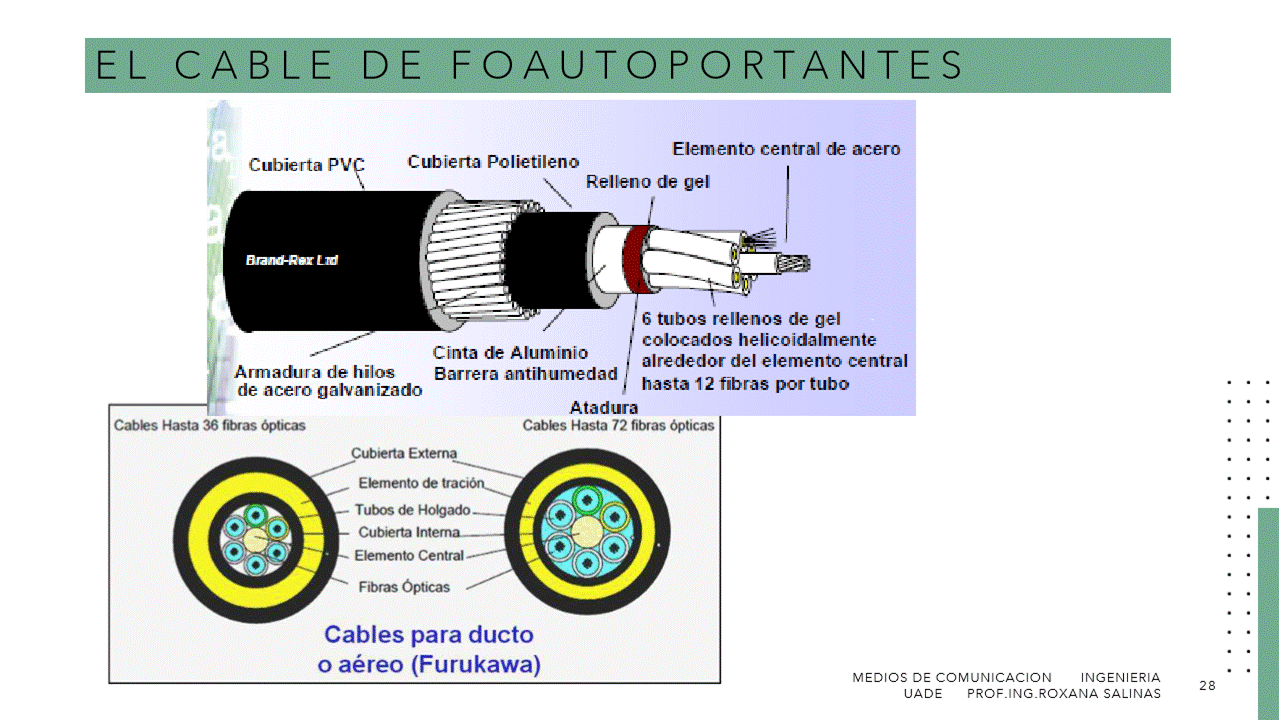 EL CABLE DE FOAUTOPORTANTES
Elemento central de acero
Cubierta PVC
Cubierta Polietileno
Relleno de gel
Brand-Rex Ltd
6 tubos rellenos de gel
colocados helicoidalmente
alrededor del elemento central
hasta 12 fibras por tubo
Cinta de Aluminio
Barrera antihumedad
Armadura de hilos
de acero galvanizado
Atadura
Cables Hasta 36 fibras ópticas
Cables Hasta 72 fibras ópticas
Cubierta Externa
Elemento de tración
Tubos de Holgado
Cubierta Interna
Elemento Central
Fibras Ópticas
Cables para ducto
o aéreo (Furukawa)
MEDIOS DE COMUNICACION INGENIERIA
UADE PROF.ING.ROXANA SALINAS
28